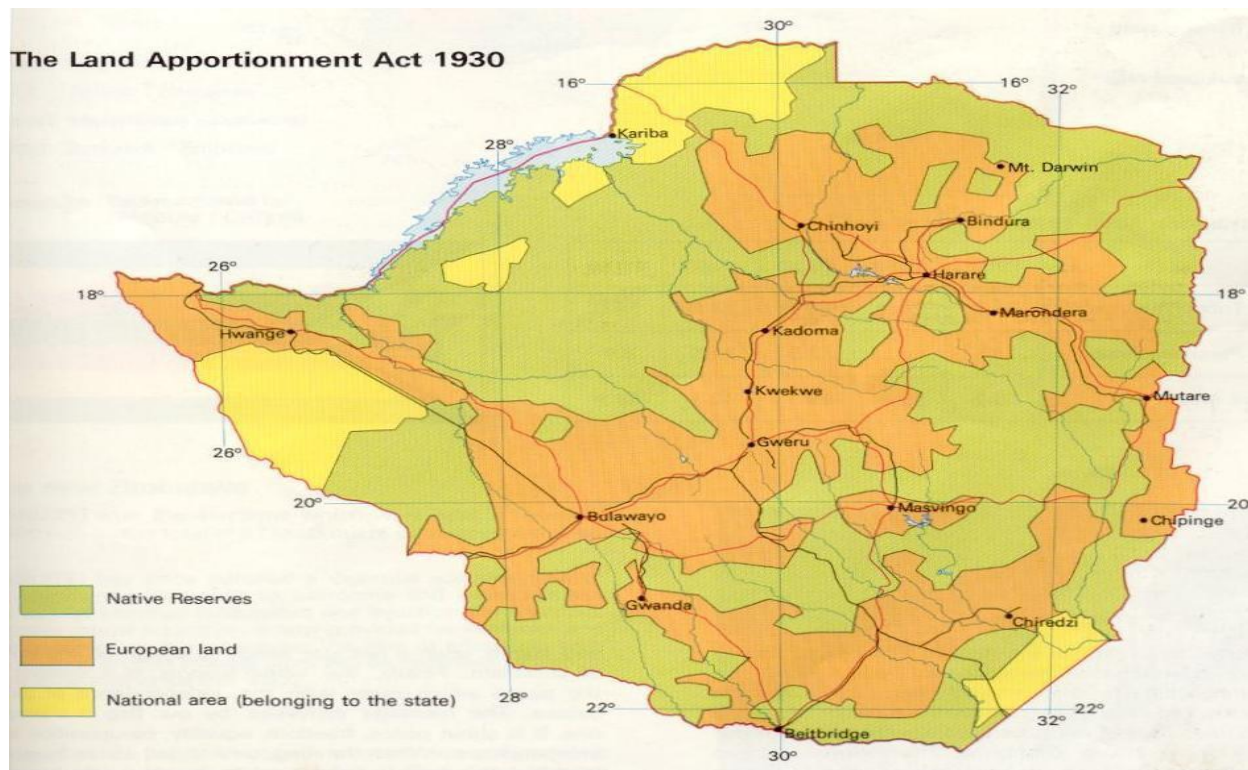 The Land Apportionment Act 1930
30°
16°
16°
32°
Kariba
28°
Mt. Darwin
Chinhoyi
Bindura
26°
Harare
18°
18°
Marondera
Hwange
Kadoma
Kwekwe
Mutare
Gweru
26°
20°
Masvingo
20°
Bulawayo
Chipinge
Native Reserves
Gwanda
Chiredzi
European land
28°
National area (belonging to the state)
22°
32°
22°
Beitbridge
30°